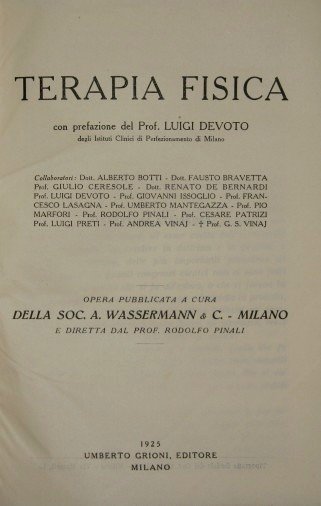 TERAPIA FISICA
con prefazione del Prof. LUIGI DEVOTO
degli Istituti Clinici di Perfezionamento di Milano
Collaboratori: Dott. ALBERTO BOTTI - Dott. FAUSTO BRAVETTA
Prof. GIULIO CERESOLE - Dott. RENATO DE BERNARDI
Prof. LUIGI DEVOTO - Prof. GIOVANNI ISSOGLIO - Prof. FRAN-
CESCO LASAGNA - Prof. UMBERTO MANTEGAZZA - Prof. PIO
MARFORI - Prof. RODOLFO PINALI - Prof. CESARE PATRIZI
Prof. LUIGI PRETI - Prof. ANDREA VINAJ - † Prof. G. S. VINAJ
OPERA PUBBLICATA A CURA
DELLA SOC. A. WASSERMANN & C. - MILANO
E DIRETTA DAL PROF. RODOLFO PINALI
1925
UMBERTO GRIONI, EDITORE
MILANO